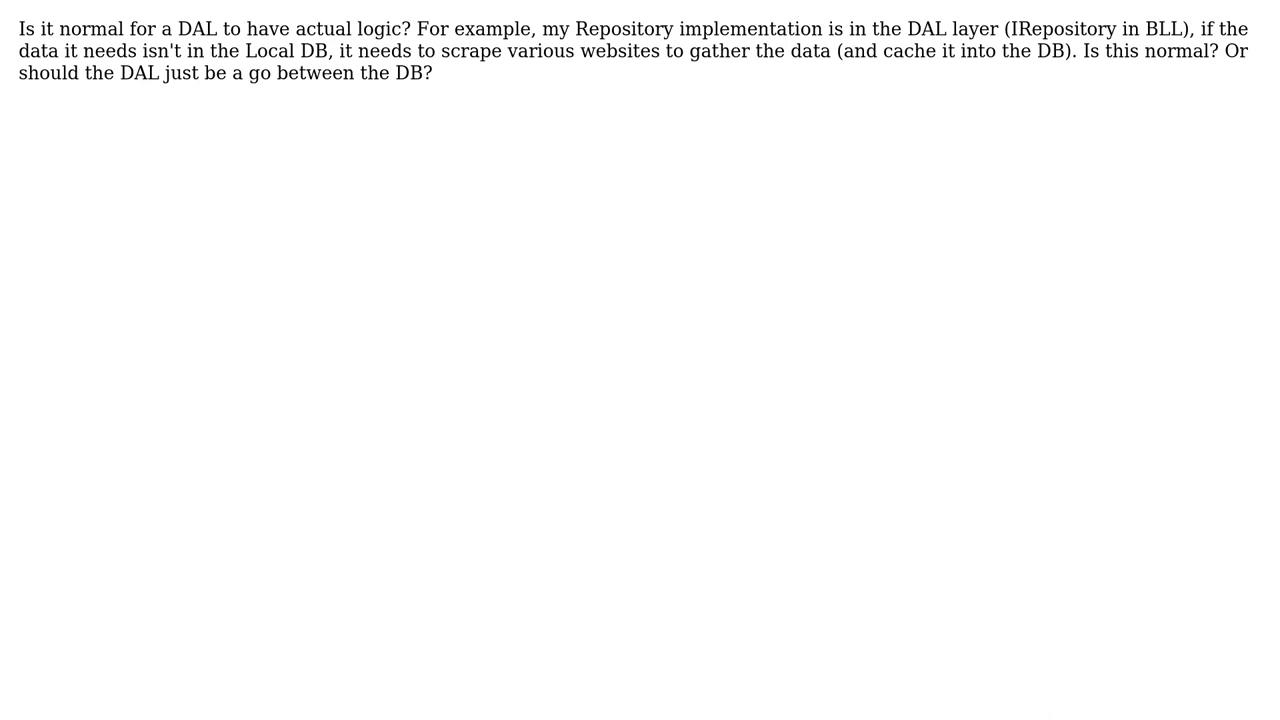 Is it normal for a DAL to have actual logic? For example, my Repository implementation is in the DAL layer (IRepository in BLL), if the
data it needs isn't in the Local DB, it needs to scrape various websites to gather the data (and cache it into the DB). Is this normal? Or
should the DAL just be a go between the DB?